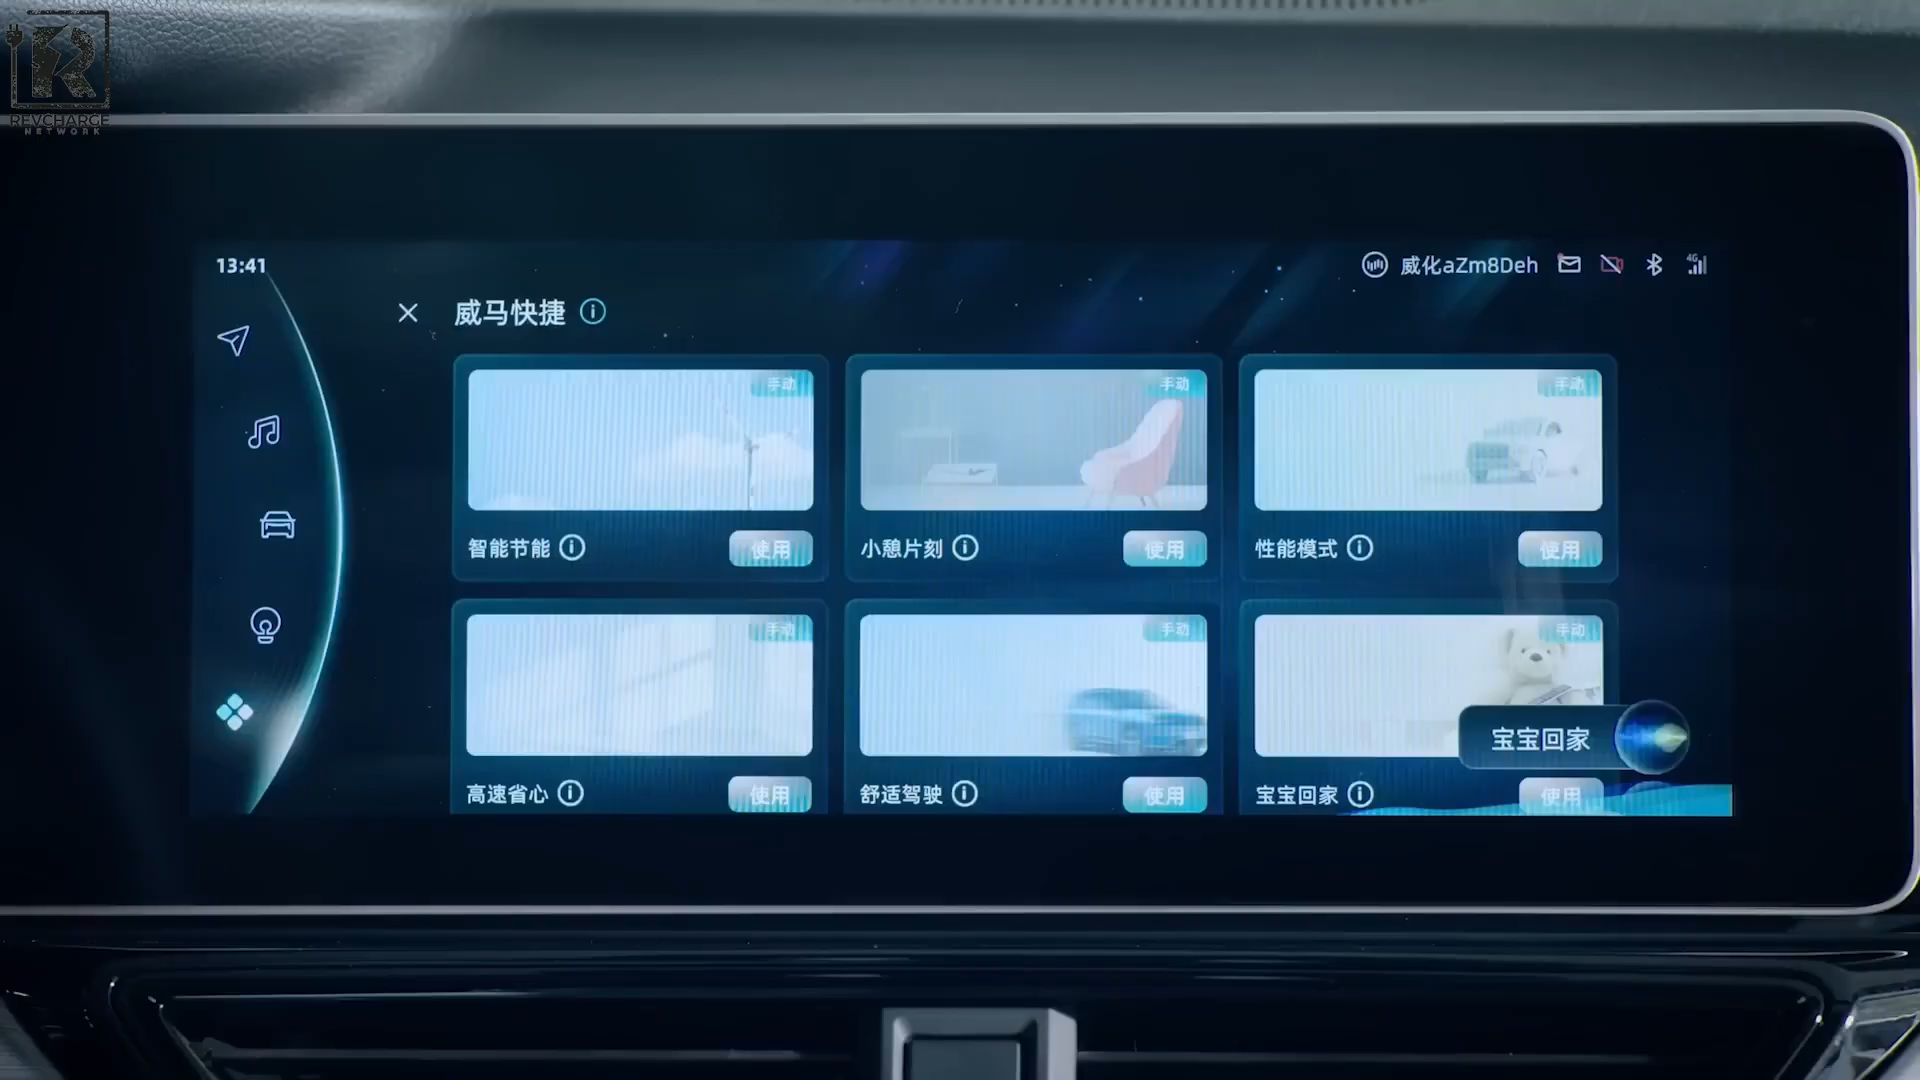 REVCHARGE
NETWORK
13:41
威化aZm8Deh
4G
威马快捷
手动
手动
手动
智能节能
使用
小憩片刻
使用
性能模式
使用
手动
手动
手动
宝宝回家
高速省心
使用
舒适驾驶
使用
宝宝回家
使用